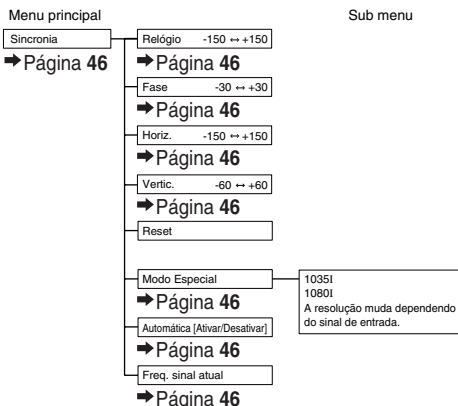 Menu principal
Sub menu
Sincronia
➡Página 46
Relógio -150 ↔ +150
➡Página 46
Fase -30 ↔ +30
➡Página 46
Horiz. -150 ↔ +150
➡Página 46
Vertic. -60 ↔ +60
➡Página 46
Reset
Modo Especial
➡Página 46
1035I
1080I
A resolução muda dependendo
do sinal de entrada.
Automática [Ativar/Desativar]
➡Página 46
Freq. sinal atual
➡Página 46